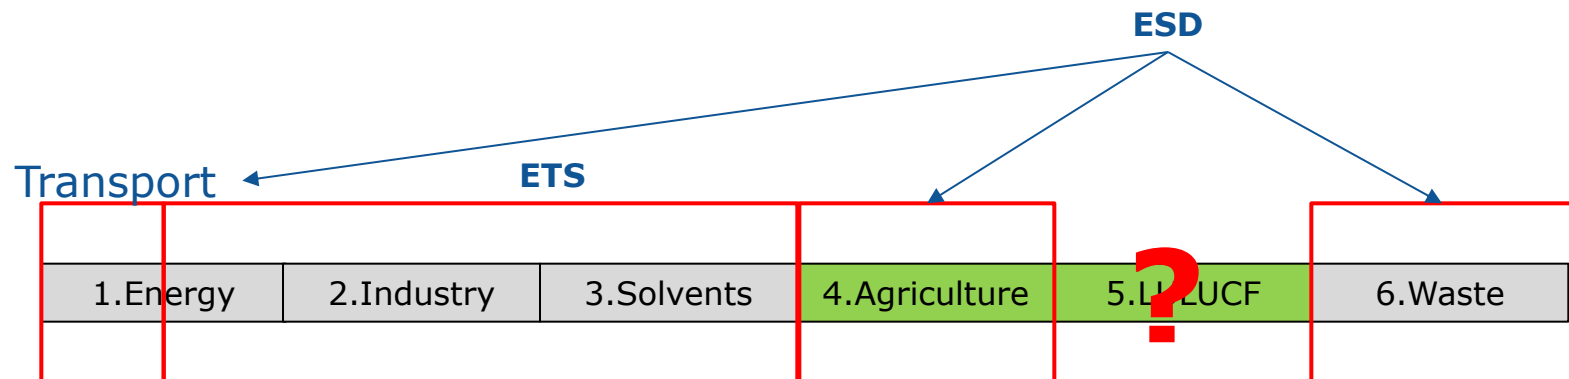 ESD
Transport
ETS
?
1.Energy
2.Industry
3.Solvents
4.Agriculture
6.Waste